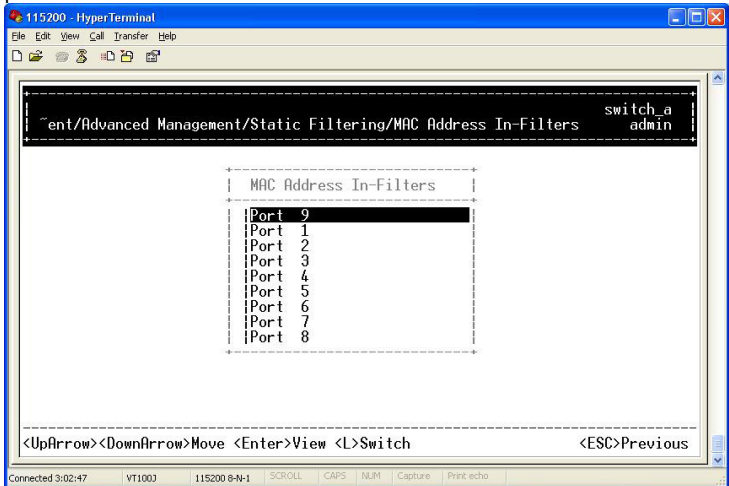 115200 - HyperTerminal
File Edit View Call Transfer Help
switch_a
~ent/Advanced Management/Static Filtering/MAC Address In-Filters admin
MAC Address In-Filters
Port 9
Port 1
Port 2
Port 3
Port 4
Port 5
Port 6
Port 7
Port 8
<UpArrow><DownArrow>Move <Enter>View <L>Switch <ESC>Previous
Connected 3:02:47 VT100J 115200 8-N-1 SCROLL CAPS NUM Capture Print echo